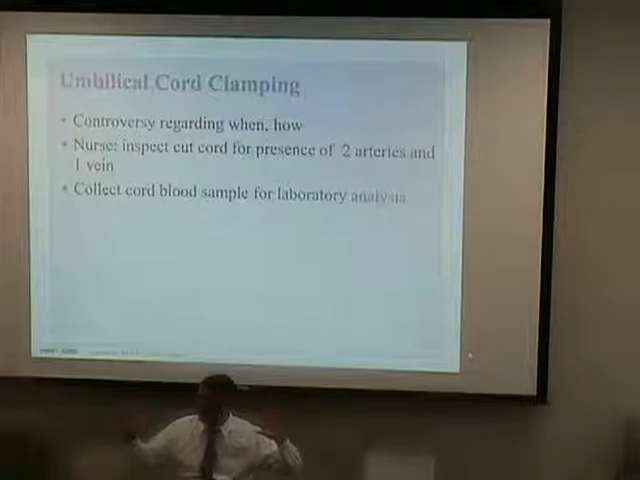 Umbilical Cord Clamping
• Controversy regarding when, how
• Nurse: inspect cut cord for presence of 2 arteries and
1 vein
• Collect cord blood sample for laboratory analysis